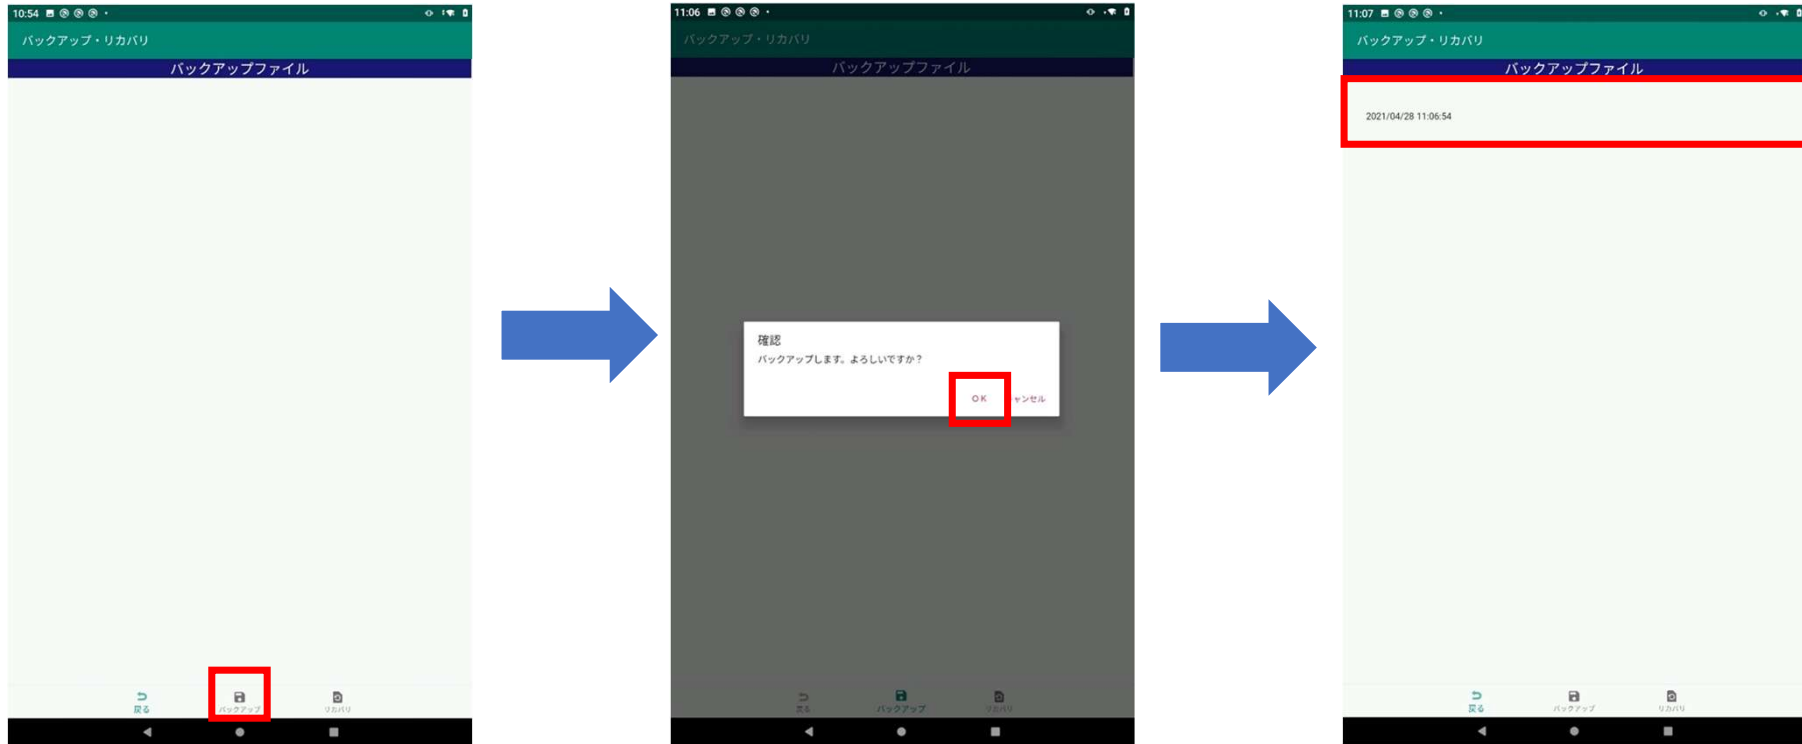 10:54
バックアップ・リカバリ
バックアップファイル
戻る
バックアップ
リカバリ
11:06
バックアップ・リカバリ
バックアップファイル
確認
バックアップします。よろしいですか？
OK
ャンセル
戻る
バックアップ
リカバリ
11:07
バックアップ・リカバリ
バックアップファイル
2021/04/28 11:06:54
戻る
バックアップ
リカバリ